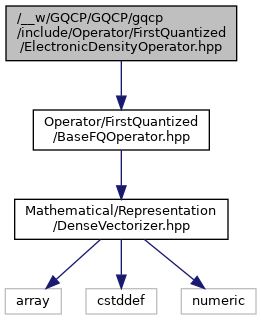 /__w/GQCP/GQCP/gqcp
/include/Operator/FirstQuantized
/ElectronicDensityOperator.hpp
Operator/FirstQuantized
/BaseFQOperator.hpp
Mathematical/Representation
/DenseVectorizer.hpp
array
cstddef
numeric